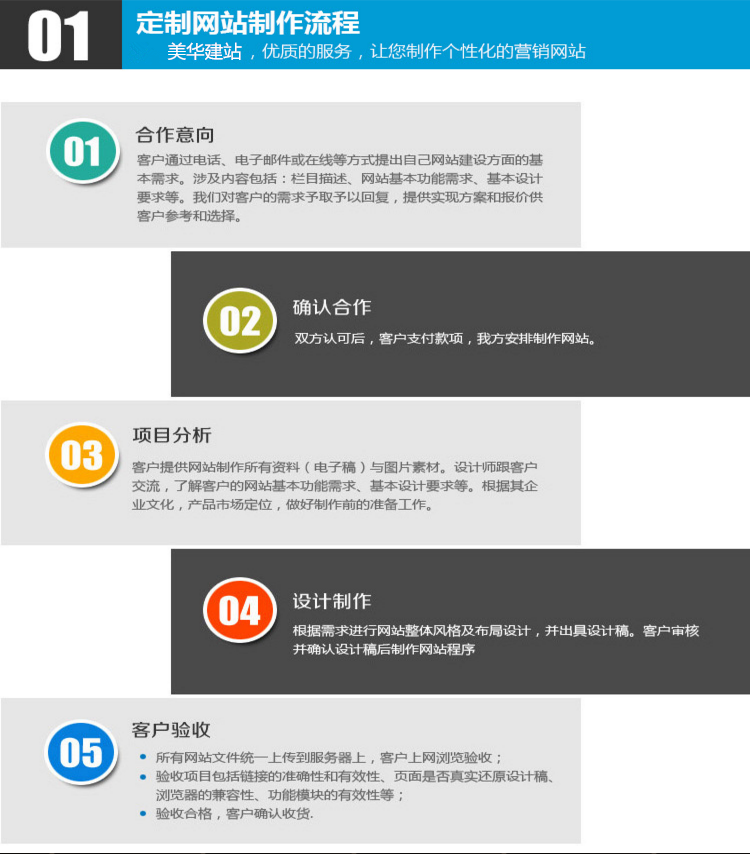 01
定制网站制作流程
美华建站，优质的服务，让您制作个性化的营销网站
01
合作意向
客户通过电话、电子邮件或在线等方式提出自己网站建设方面的基
本需求。涉及内容包括：栏目描述、网站基本功能需求、基本设计
要求等。我们对客户的需求予取予以回复，提供实现方案和报价供
客户参考和选择。
02
确认合作
双方认可后，客户支付款项，我方安排制作网站。
03
项目分析
客户提供网站制作所有资料（电子稿）与图片素材。设计师跟客户
交流，了解客户的网站基本功能需求、基本设计要求等。根据其企
业文化，产品市场定位，做好制作前的准备工作。
04
设计制作
根据需求进行网站整体风格及布局设计，并出具设计稿。客户审核
并确认设计稿后制作网站程序
05
客户验收
所有网站文件统一上传到服务器上，客户上网浏览验收；
验收项目包括链接的准确性和有效性、页面是否真实还原设计稿、
浏览器的兼容性、功能模块的有效性等；
验收合格，客户确认收货.